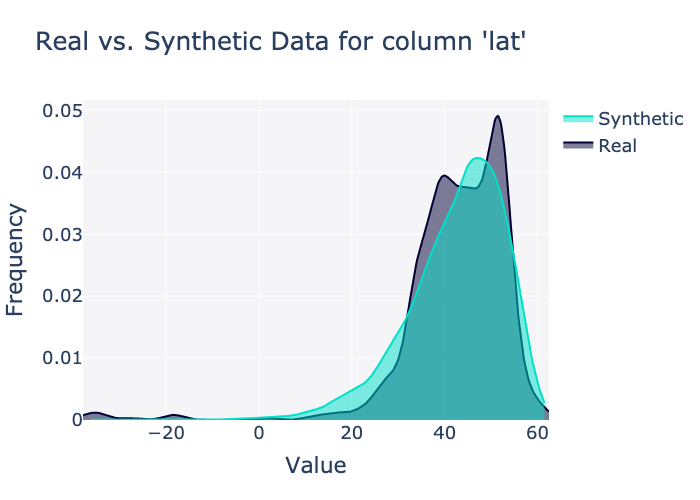 Real vs. Synthetic Data for column 'lat'
Synthetic
Real
0.05
0.04
0.03
0.02
0.01
0
Frequency
−20
0
20
40
60
Value